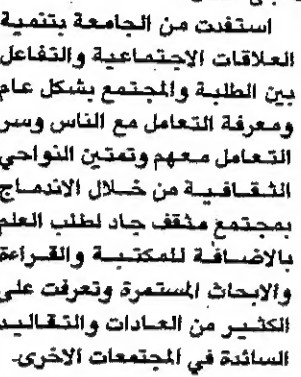 استفدت من الجامعة بتنمية
العلاقات الاجتماعية والتفاعل
بين الطلبة والمجتمع بشكل عام
ومعرفة التعامل مع الناس وسر
التعامل معهم وتمتين النواحي
الثقافية من خلال الاندماج
بمجتمع مثقف جاد لطلب العلم
بالاضافة للمكتبة والقراءة
والابحاث المستمرة وتعرفت على
الكثير من العادات والتقاليد
السائدة في المجتمعات الاخرى.